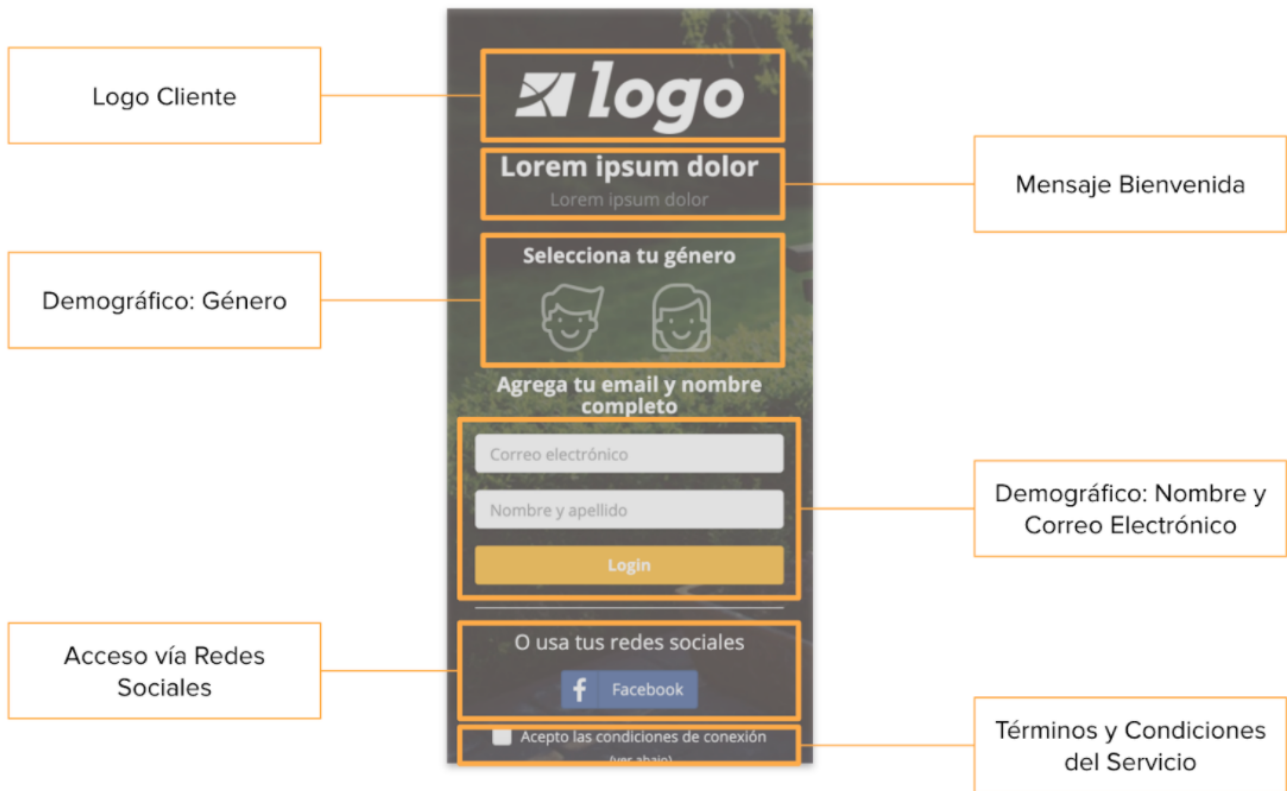 Logo Cliente
logo
Lorem ipsum dolor
Lorem ipsum dolor
Mensaje Bienvenida
Selecciona tu género
Demográfico: Género
Agrega tu email y nombre
completo
Correo electrónico
Nombre y apellido
Login
Demográfico: Nombre y
Correo Electrónico
O usa tus redes sociales
f Facebook
Acceso vía Redes
Sociales
Acepto las condiciones de conexión
(ver abajo)
Términos y Condiciones
del Servicio